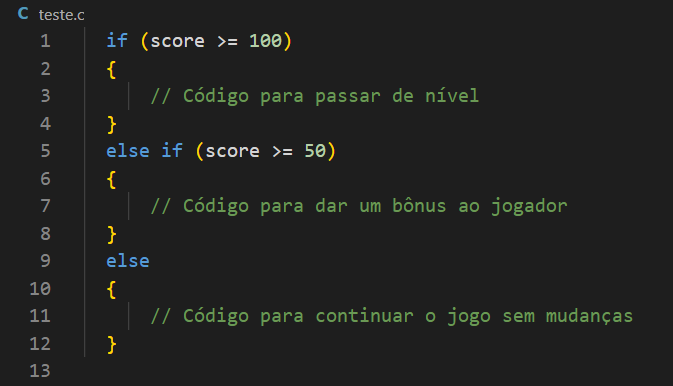 C teste.c
1 if (score >= 100)
2 {
3 // Código para passar de nível
4 }
5 else if (score >= 50)
6 {
7 // Código para dar um bônus ao jogador
8 }
9 else
10 {
11 // Código para continuar o jogo sem mudanças
12 }
13